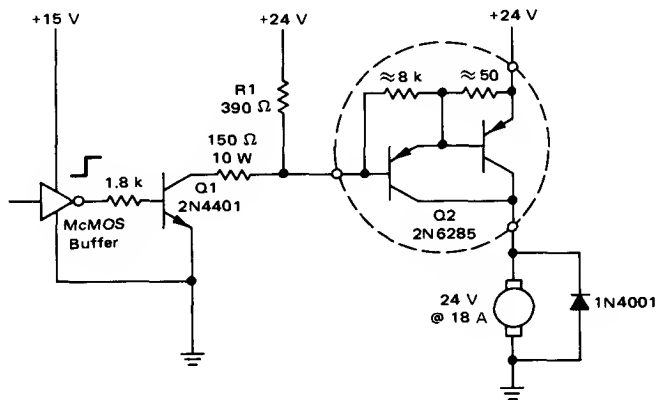 +15 V
+24 V
+24 V
≈8 k
≈50
R1
390 Ω
150 Ω
10 W
1.8 k
Q1
2N4401
McMOS
Buffer
Q2
2N6285
24 V
@ 18 A
1N4001